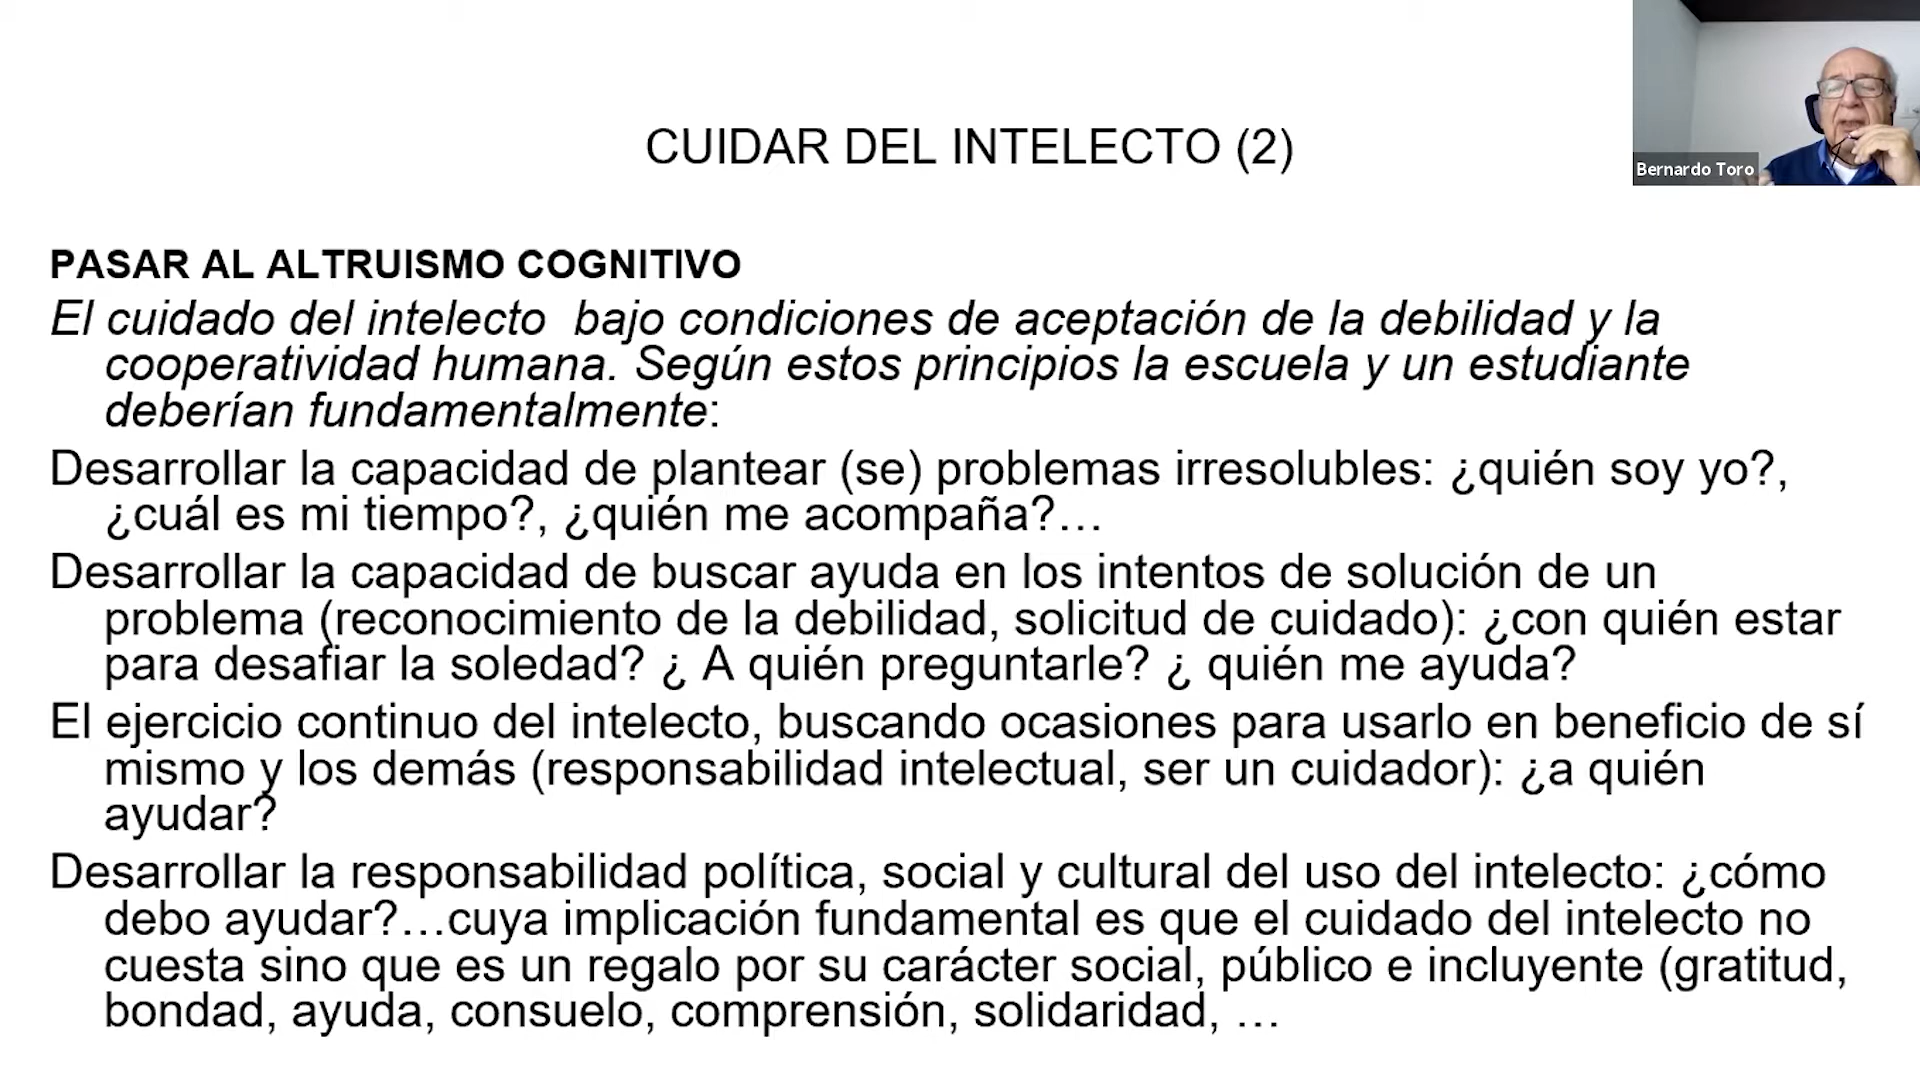 CUIDAR DEL INTELECTO (2)
Bernardo Toro
PASAR AL ALTRUISMO COGNITIVO
El cuidado del intelecto  bajo condiciones de aceptación de la debilidad y la
cooperatividad humana. Según estos principios la escuela y un estudiante
deberían fundamentalmente:
Desarrollar la capacidad de plantear (se) problemas irresolubles: ¿quién soy yo?,
¿cuál es mi tiempo?, ¿quién me acompaña?…
Desarrollar la capacidad de buscar ayuda en los intentos de solución de un
problema (reconocimiento de la debilidad, solicitud de cuidado): ¿con quién estar
para desafiar la soledad? ¿ A quién preguntarle? ¿ quién me ayuda?
El ejercicio continuo del intelecto, buscando ocasiones para usarlo en beneficio de sí
mismo y los demás (responsabilidad intelectual, ser un cuidador): ¿a quién
ayudar?
Desarrollar la responsabilidad política, social y cultural del uso del intelecto: ¿cómo
debo ayudar?…cuya implicación fundamental es que el cuidado del intelecto no
cuesta sino que es un regalo por su carácter social, público e incluyente (gratitud,
bondad, ayuda, consuelo, comprensión, solidaridad, …